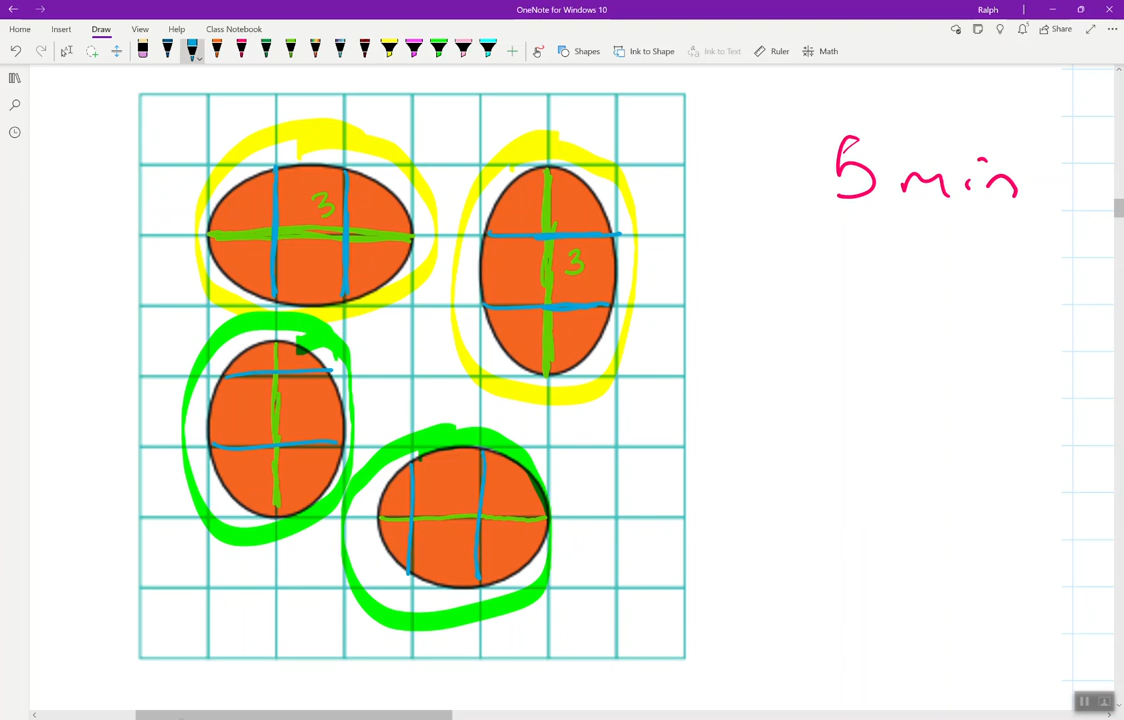 OneNote for Windows 10
Ralph
Home Insert Draw View Help Class Notebook
Share
Shapes Ink to Shape Ink to Text Ruler Math
3
3
min